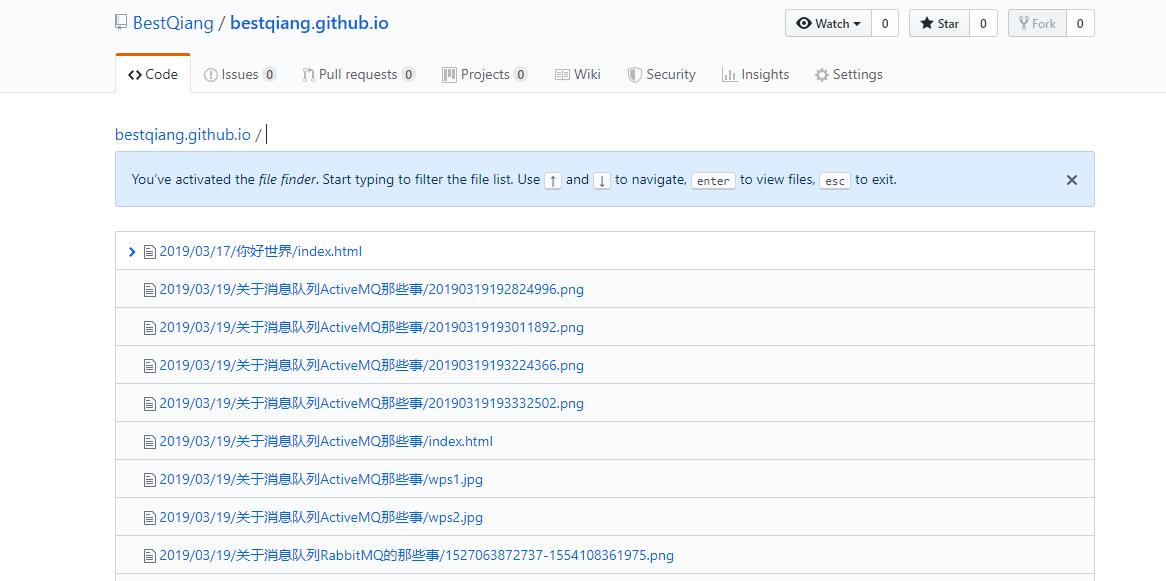 BestQiang / bestqiang.github.io Watch 0 Star 0 Fork 0
Code Issues 0 Pull requests 0 Projects 0 Wiki Security Insights Settings
bestqiang.github.io /
You've activated the file finder. Start typing to filter the file list. Use ↑ and ↓ to navigate, enter to view files, esc to exit. ×
2019/03/17/你好世界/index.html
2019/03/19/关于消息队列ActiveMQ那些事/20190319192824996.png
2019/03/19/关于消息队列ActiveMQ那些事/20190319193011892.png
2019/03/19/关于消息队列ActiveMQ那些事/20190319193224366.png
2019/03/19/关于消息队列ActiveMQ那些事/20190319193332502.png
2019/03/19/关于消息队列ActiveMQ那些事/index.html
2019/03/19/关于消息队列ActiveMQ那些事/wps1.jpg
2019/03/19/关于消息队列ActiveMQ那些事/wps2.jpg
2019/03/19/关于消息队列RabbitMQ的那些事/1527063872737-1554108361975.png